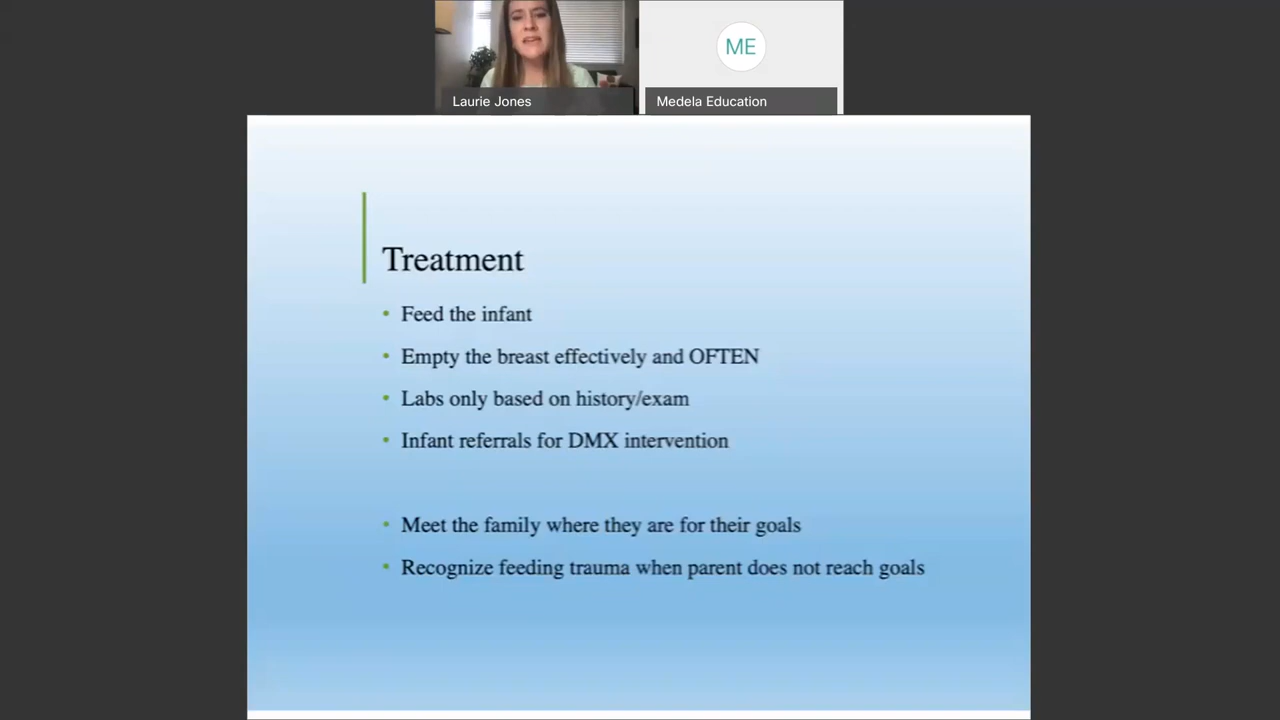 ME
Laurie Jones
Medela Education
Treatment
• Feed the infant
• Empty the breast effectively and OFTEN
• Labs only based on history/exam
• Infant referrals for DMX intervention
• Meet the family where they are for their goals
• Recognize feeding trauma when parent does not reach goals